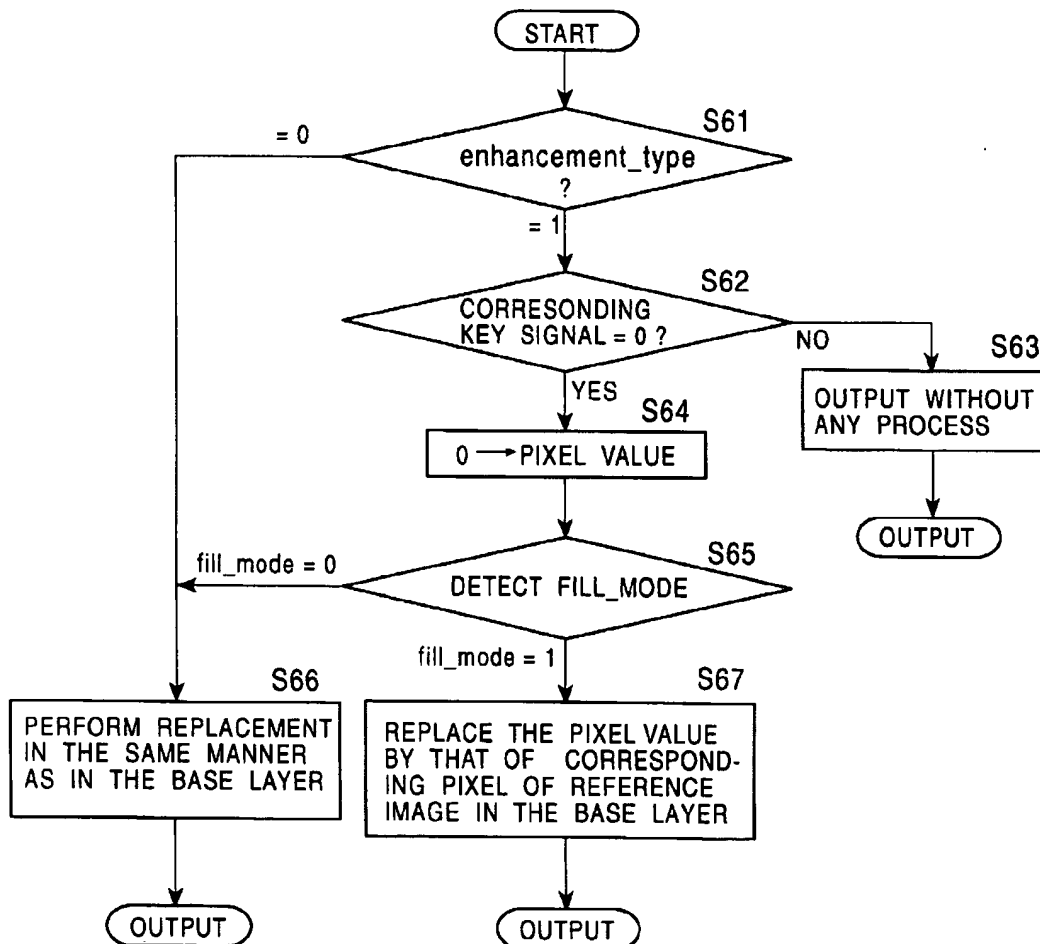 START
S61
= 0
enhancement_type
?
= 1
S62
CORRESONDING
KEY SIGNAL = 0 ?
NO
S63
YES
OUTPUT WITHOUT
ANY PROCESS
S64
0 → PIXEL VALUE
OUTPUT
S65
fill_mode = 0
DETECT FILL_MODE
fill_mode = 1
S66
S67
PERFORM REPLACEMENT
IN THE SAME MANNER
AS IN THE BASE LAYER
REPLACE THE PIXEL VALUE
BY THAT OF CORRESPOND-
ING PIXEL OF REFERENCE
IMAGE IN THE BASE LAYER
OUTPUT
OUTPUT